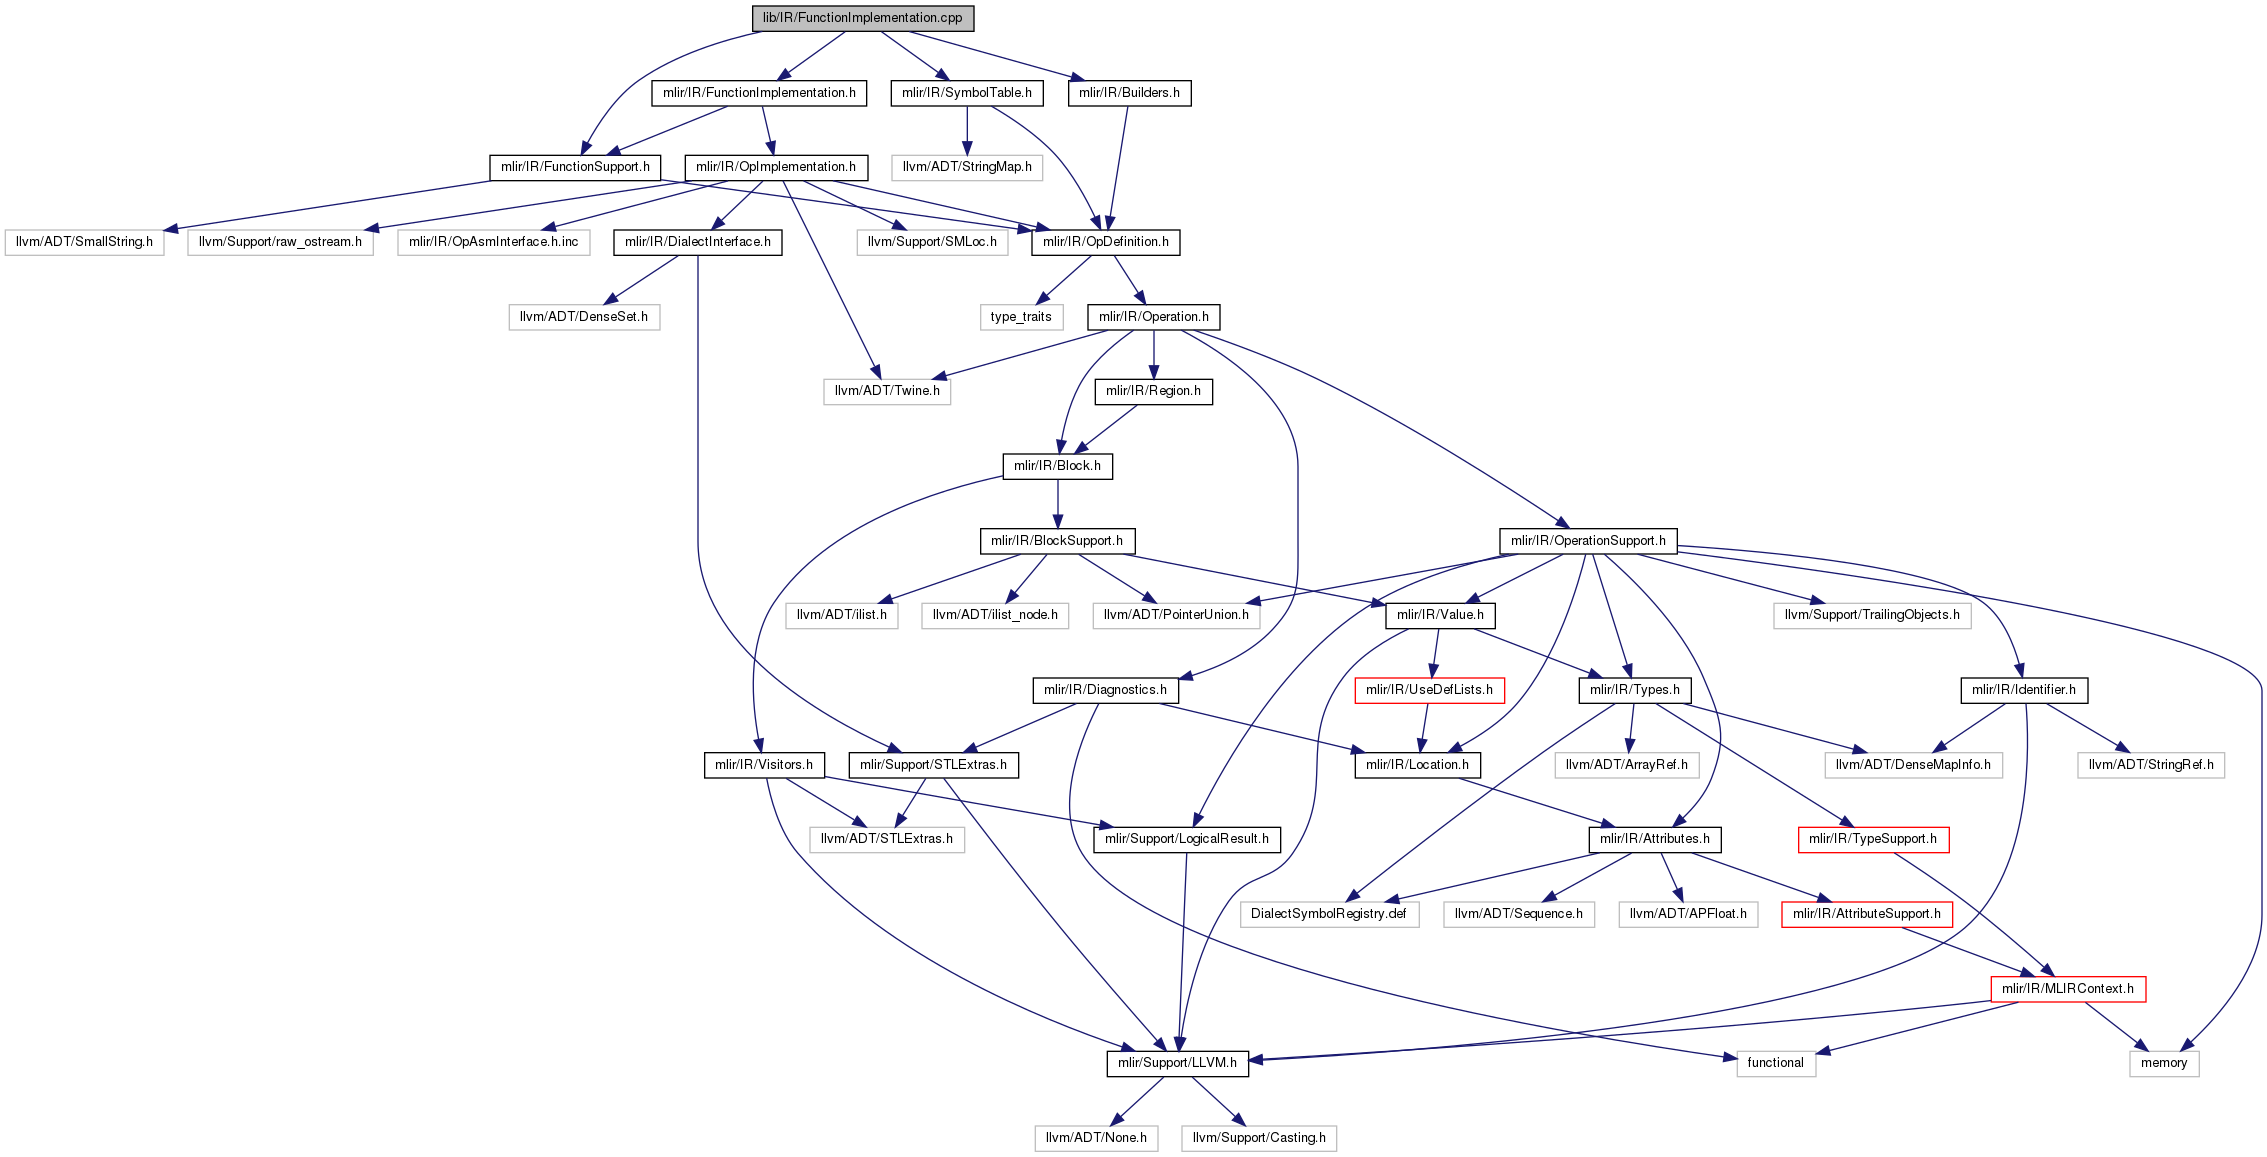 lib/IR/FunctionImplementation.cpp
mlir/IR/FunctionImplementation.h
mlir/IR/SymbolTable.h
mlir/IR/Builders.h
mlir/IR/FunctionSupport.h
mlir/IR/OpImplementation.h
llvm/ADT/StringMap.h
llvm/ADT/SmallString.h
llvm/Support/raw_ostream.h
mlir/IR/OpAsmInterface.h.inc
mlir/IR/DialectInterface.h
llvm/Support/SMLoc.h
mlir/IR/OpDefinition.h
llvm/ADT/DenseSet.h
type_traits
mlir/IR/Operation.h
llvm/ADT/Twine.h
mlir/IR/Region.h
mlir/IR/Block.h
mlir/IR/BlockSupport.h
mlir/IR/OperationSupport.h
llvm/ADT/ilist.h
llvm/ADT/ilist_node.h
llvm/ADT/PointerUnion.h
mlir/IR/Value.h
llvm/Support/TrailingObjects.h
mlir/IR/Diagnostics.h
mlir/IR/UseDefLists.h
mlir/IR/Types.h
mlir/IR/Identifier.h
mlir/IR/Visitors.h
mlir/Support/STLExtras.h
mlir/IR/Location.h
llvm/ADT/ArrayRef.h
llvm/ADT/DenseMapInfo.h
llvm/ADT/StringRef.h
llvm/ADT/STLExtras.h
mlir/Support/LogicalResult.h
mlir/IR/Attributes.h
mlir/IR/TypeSupport.h
DialectSymbolRegistry.def
llvm/ADT/Sequence.h
llvm/ADT/APFloat.h
mlir/IR/AttributeSupport.h
mlir/IR/MLIRContext.h
mlir/Support/LLVM.h
functional
memory
llvm/ADT/None.h
llvm/Support/Casting.h